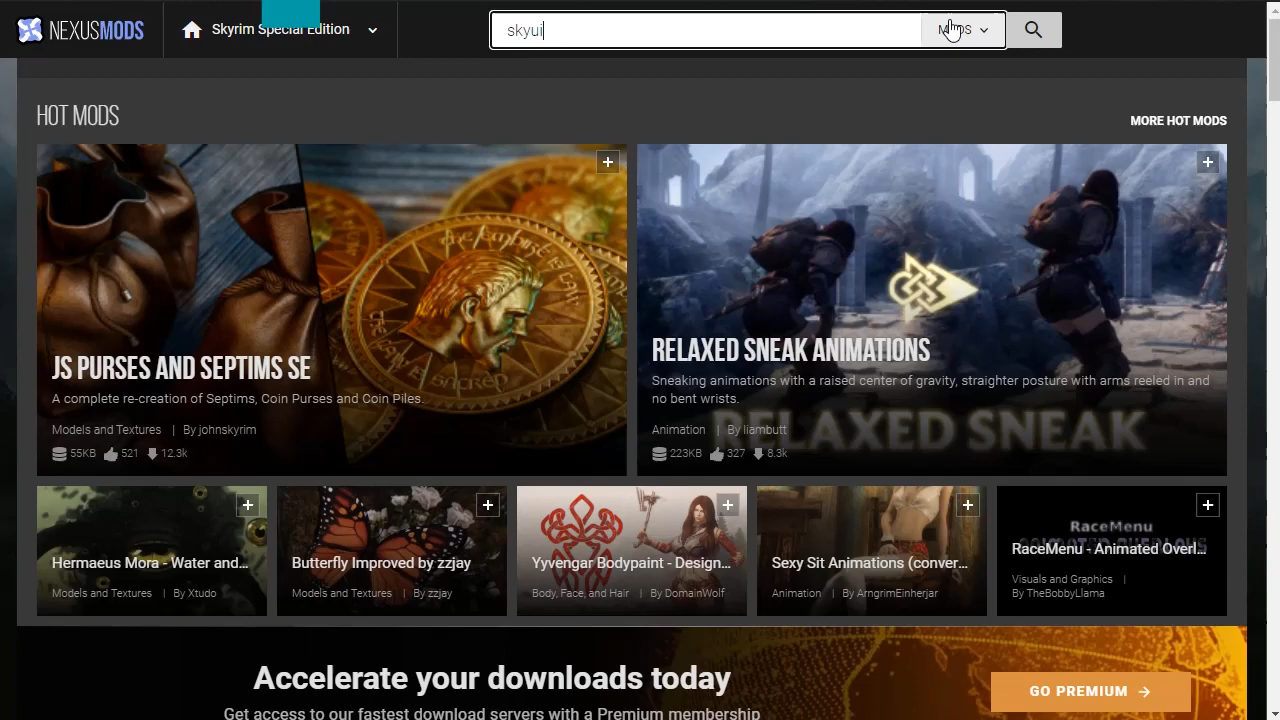 NEXUSMODS
Skyrim Special Edition
skyui
MODS
HOT MODS
MORE HOT MODS
JS PURSES AND SEPTIMS SE
A complete re-creation of Septims, Coin Purses and Coin Piles.
Models and Textures | By johnskyrim
55KB 521 12.3k
RELAXED SNEAK ANIMATIONS
Sneaking animations with a raised center of gravity, straighter posture with arms reeled in and
no bent wrists.
RELAXED SNEAK
Animation | By liambutt
223KB 327 8.3k
Hermaeus Mora - Water and...
Models and Textures | By Xtudo
Butterfly Improved by zzjay
Models and Textures | By zzjay
Yyvengar Bodypaint - Design...
Body, Face, and Hair | By DomainWolf
Sexy Sit Animations (conver...
Animation | By ArngrimEinherjar
RaceMenu
RaceMenu - Animated Overl...
Visuals and Graphics |
By TheBobbyLlama
Accelerate your downloads today
Get access to our fastest download servers with a Premium membership
GO PREMIUM